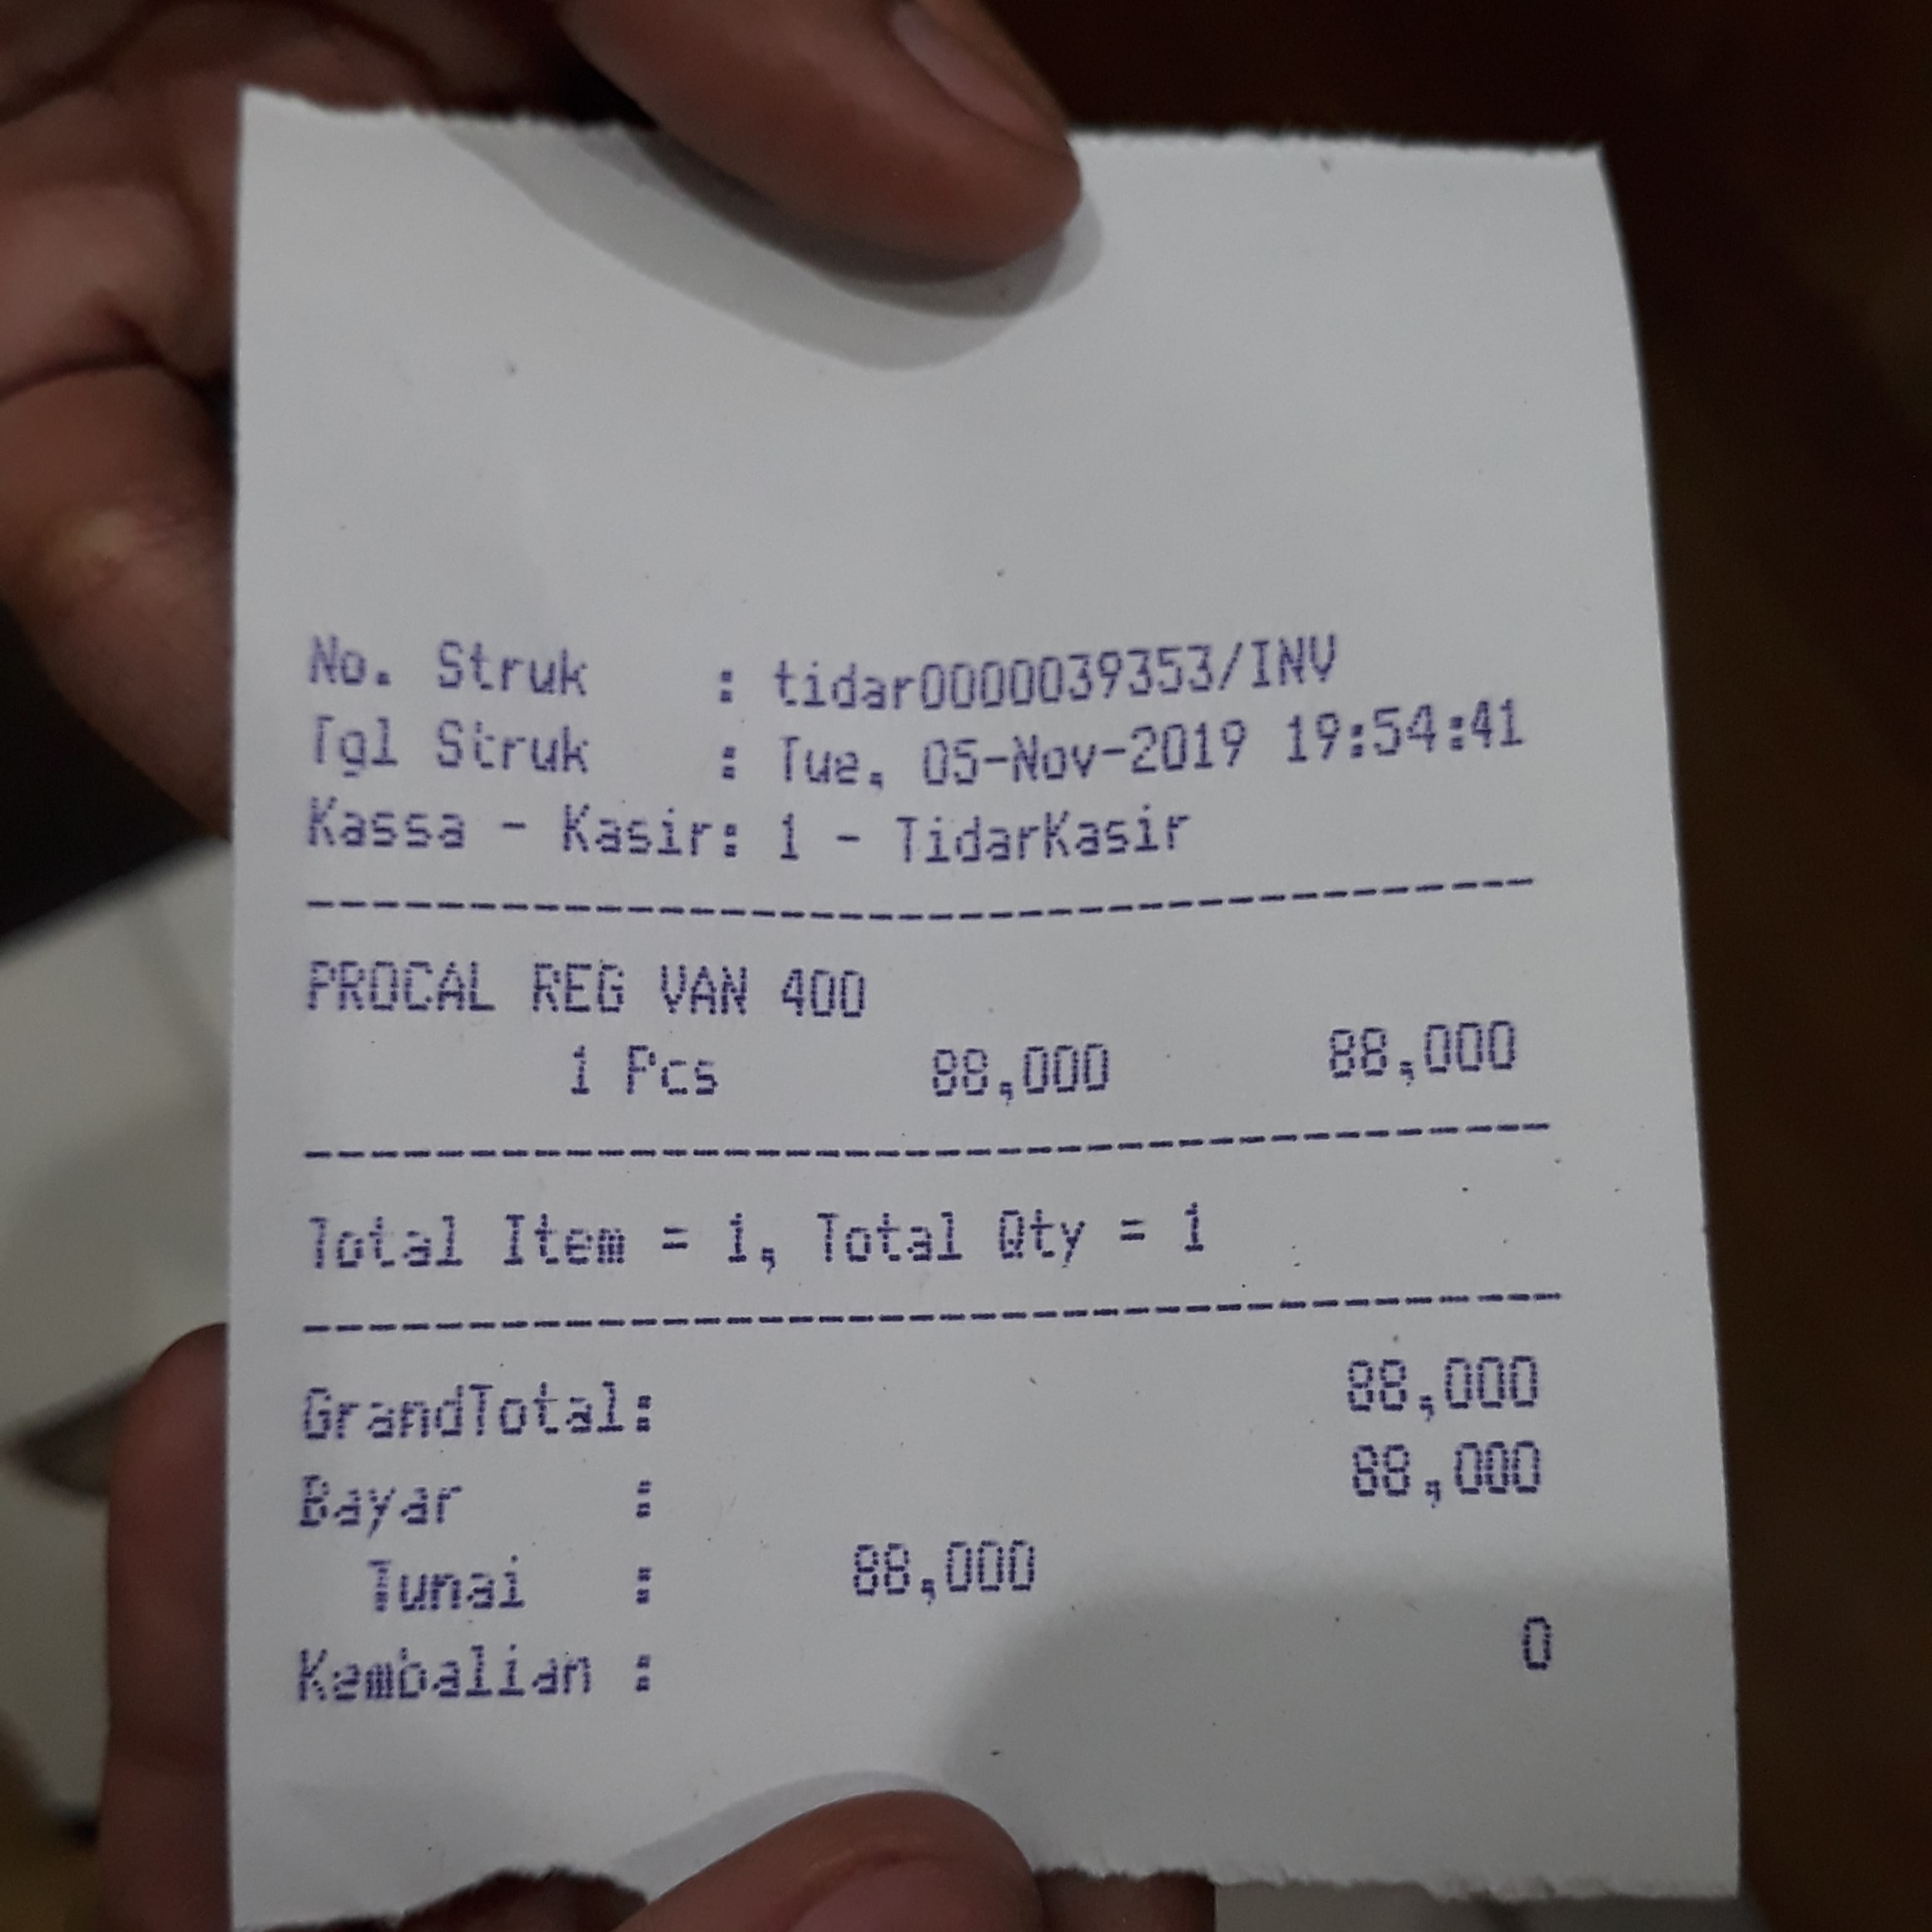 No. Struk : tidar0000039353/INV
Tgl Struk : Tue, 05-Nov-2019 19:54:41
Kassa - Kasir: 1 - TidarKasir
PROCAL REG VAN 400
1 Pcs 88,000 88,000
Total Item = 1, Total Qty = 1
GrandTotal: 88,000
Bayar : 88,000
Tunai : 88,000
Kembalian : 0